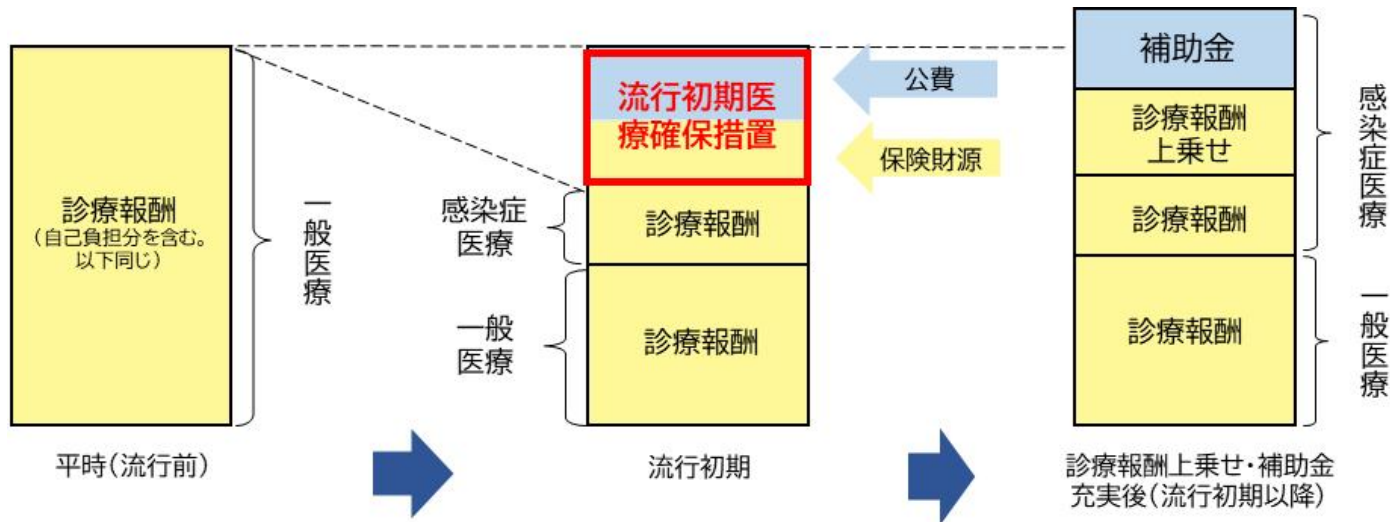 診療報酬
（自己負担分を含む。
以下同じ）
一般医療
平時（流行前）
流行初期医
療確保措置
公費
保険財源
感染症
医療
診療報酬
一般
医療
診療報酬
流行初期
補助金
診療報酬
上乗せ
診療報酬
感染症医療
診療報酬
一般医療
診療報酬上乗せ・補助金
充実後（流行初期以降）